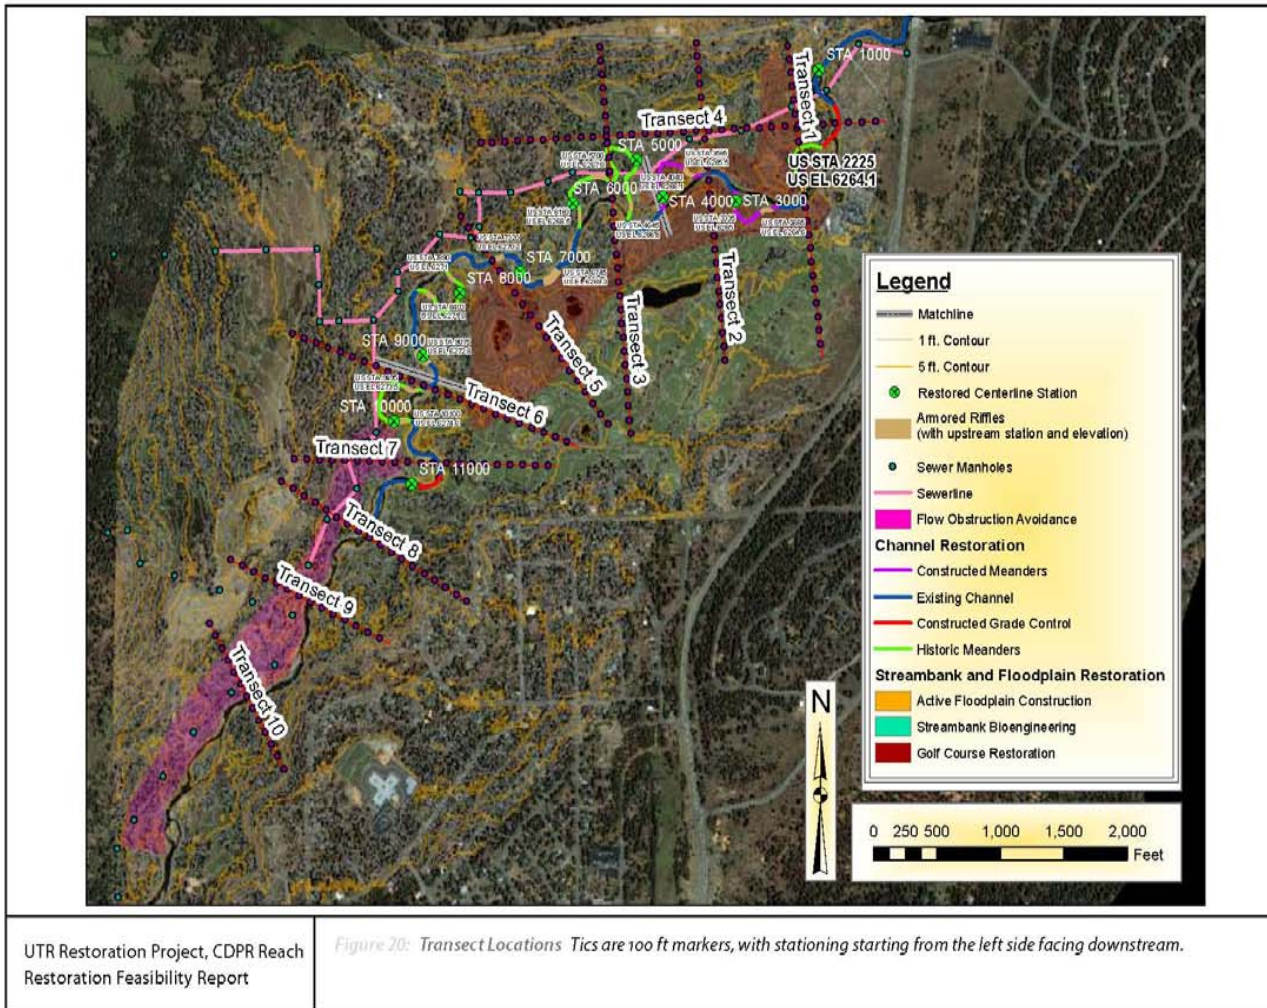 STA 1000
Transect 1
Transect 4
STA 5000
US STA 2225
US EL 6264.1
STA 6000
STA 4000
STA 3000
STA 7000
STA 8000
Transect 2
Transect 3
Transect 5
STA 9000
Transect 6
STA 10000
Transect 7
STA 11000
Transect 8
Transect 9
Transect 10
Legend
Matchline
1 ft. Contour
5 ft. Contour
Restored Centerline Station
Armored Riffles
(with upstream station and elevation)
Sewer Manholes
Sewerline
Flow Obstruction Avoidance
Channel Restoration
Constructed Meanders
Existing Channel
Constructed Grade Control
Historic Meanders
Streambank and Floodplain Restoration
Active Floodplain Construction
Streambank Bioengineering
Golf Course Restoration
N
0 250 500 1,000 1,500 2,000
Feet
UTR Restoration Project, CDPR Reach
Restoration Feasibility Report
Figure 20: Transect Locations Tics are 100 ft markers, with stationing starting from the left side facing downstream.